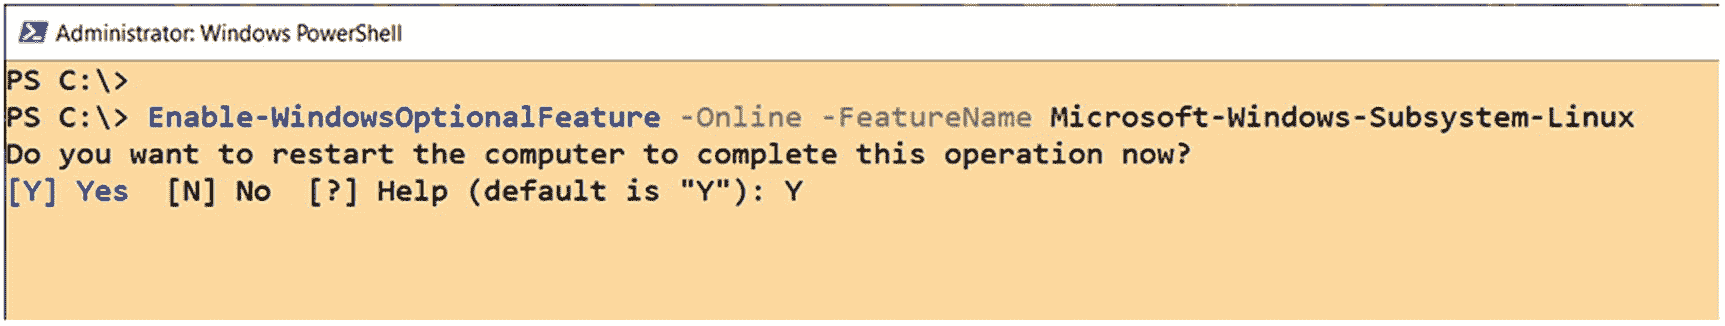 Administrator: Windows PowerShell
PS C:\>
PS C:\> Enable-WindowsOptionalFeature -Online -FeatureName Microsoft-Windows-Subsystem-Linux
Do you want to restart the computer to complete this operation now?
[Y] Yes  [N] No  [?] Help (default is "Y"): Y